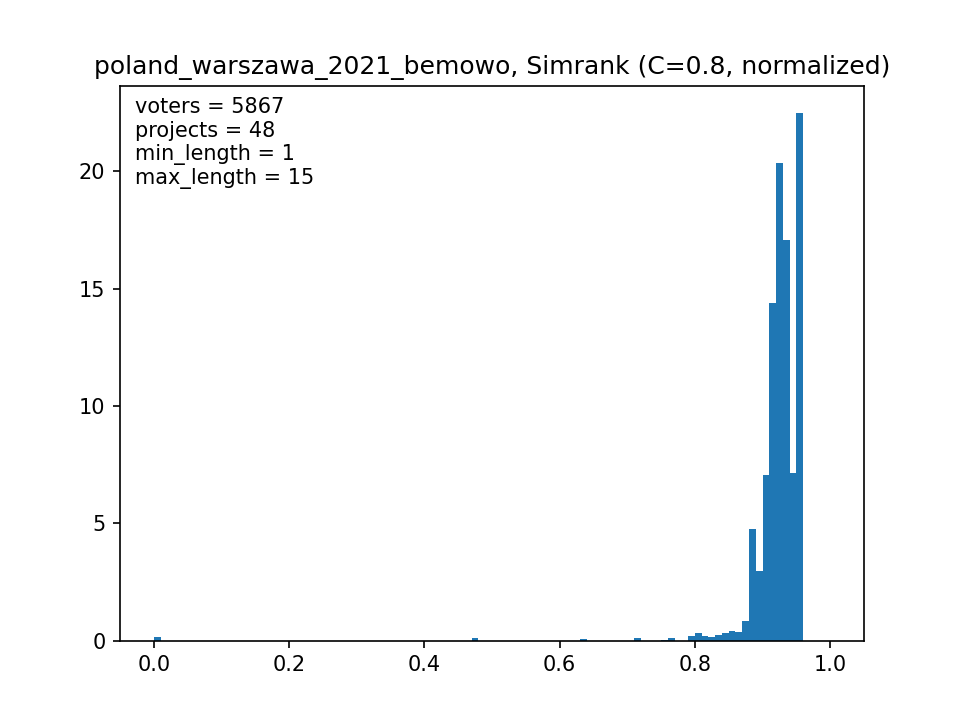 poland_warszawa_2021_bemowo, Simrank (C=0.8, normalized)
voters = 5867
projects = 48
min_length = 1
max_length = 15
20
15
10
5
0
0.0 0.2 0.4 0.6 0.8 1.0